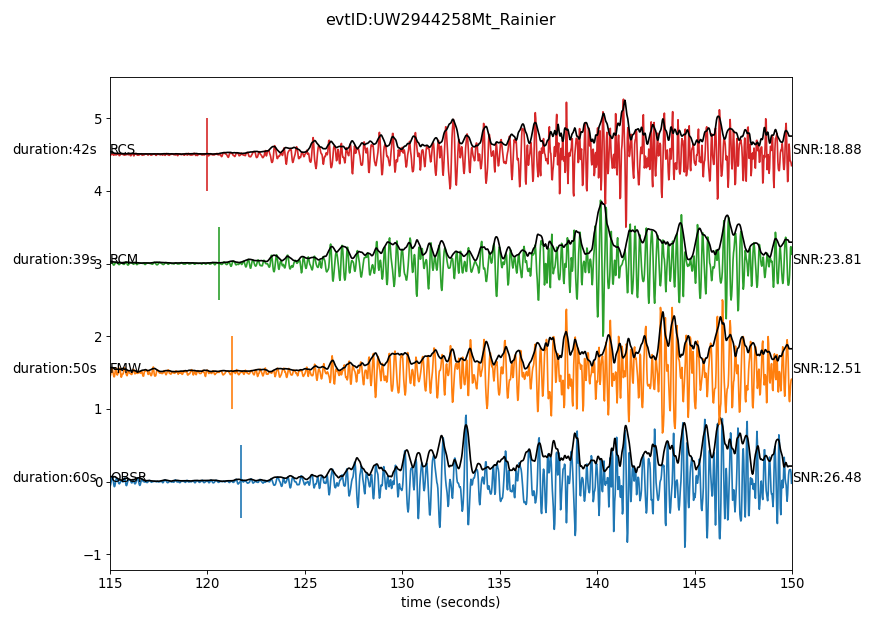 evtID:UW2944258Mt_Rainier
5
duration:42s RCS SNR:18.88
4
duration:39s 3 RCM SNR:23.81
2
duration:50s FMW SNR:12.51
1
duration:60s 0 OBSR SNR:26.48
−1
115 120 125 130 135 140 145 150
time (seconds)